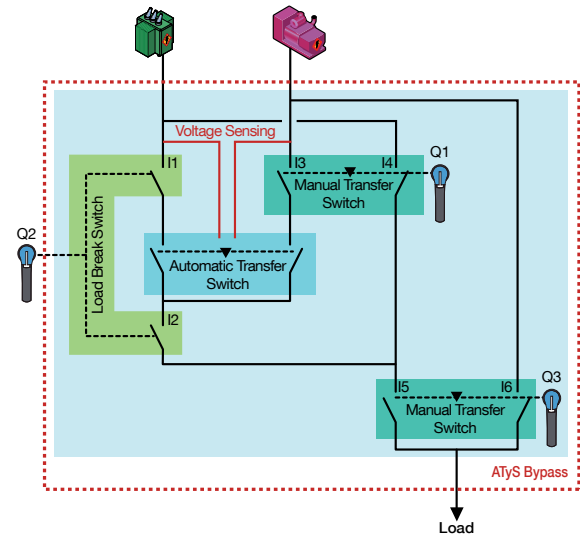 Voltage Sensing
I1
I3
I4
Q1
Manual Transfer
Switch
Q2
Load Break Switch
Automatic Transfer
Switch
I2
I5
I6
Q3
Manual Transfer
Switch
ATyS Bypass
Load